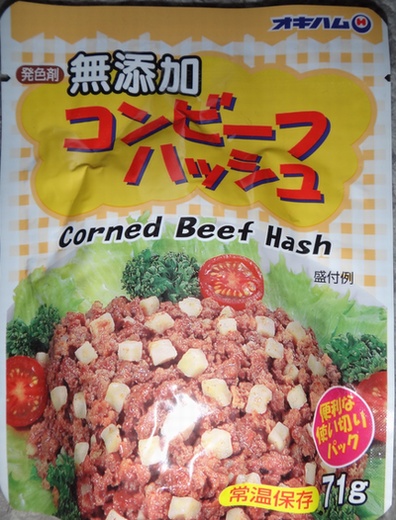 オキハム
発色剤
無添加
コンビーフ
ハッシュ
Corned Beef Hash
盛付例
便利な
使い切り
パック
常温保存
71g